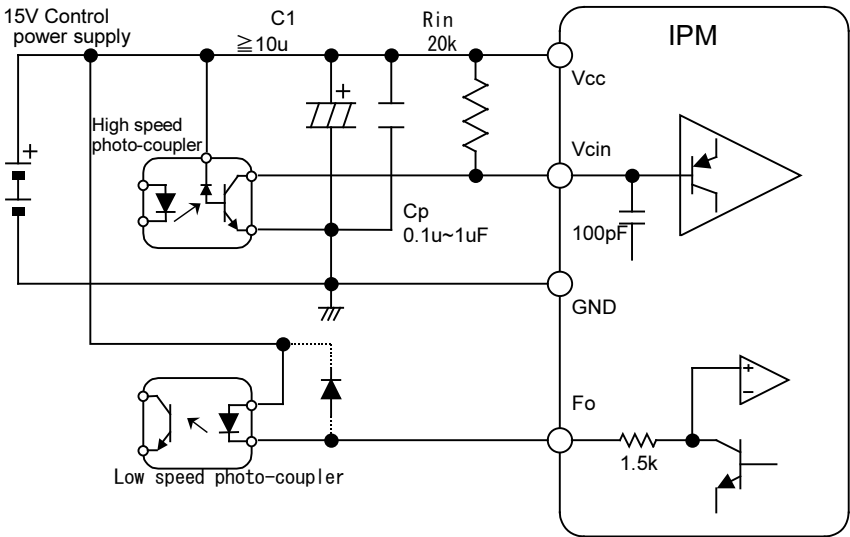 15V Control
power supply
C1
≧10u
Rin
20k
IPM
Vcc
High speed
photo-coupler
+
+
Vcin
Cp
0.1u~1uF
100pF
GND
Fo
+
−
1.5k
Low speed photo-coupler